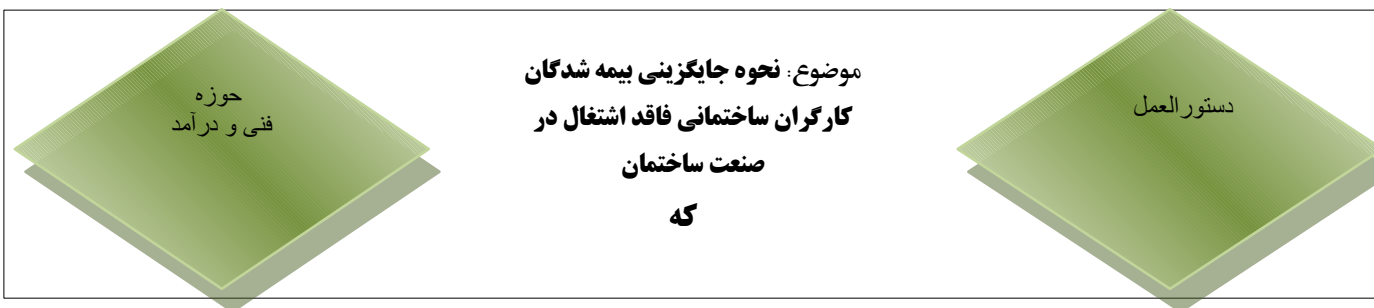 دستورالعمل
موضوع: نحوه جایگزینی بیمه شدگان
کارگران ساختمانی فاقد اشتغال در
صنعت ساختمان
که
حوزه
فنی و درآمد